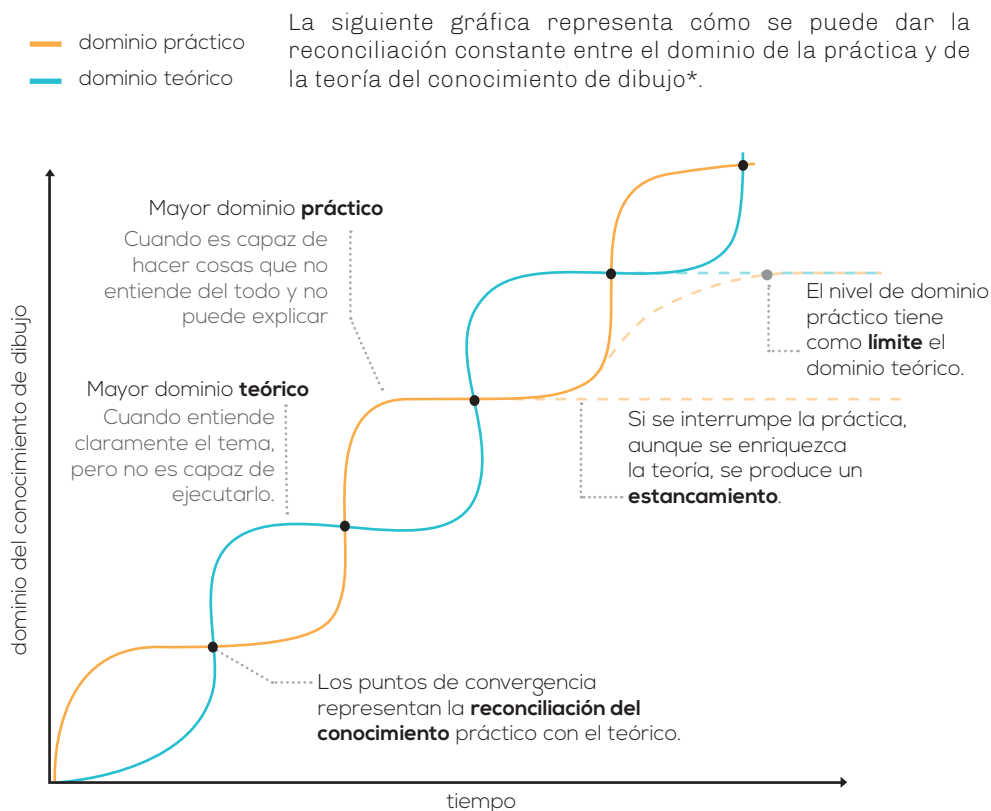 dominio práctico
dominio teórico
La siguiente gráfica representa cómo se puede dar la
reconciliación constante entre el dominio de la práctica y de
la teoría del conocimiento de dibujo*.
Mayor dominio práctico
Cuando es capaz de
hacer cosas que no
entiende del todo y no
puede explicar
Mayor dominio teórico
Cuando entiende
claramente el tema,
pero no es capaz de
ejecutarlo.
El nivel de dominio
práctico tiene
como límite el
dominio teórico.
Si se interrumpe la práctica,
aunque se enriquezca
la teoría, se produce un
estancamiento.
Los puntos de convergencia
representan la reconciliación del
conocimiento práctico con el teórico.
dominio del conocimiento de dibujo
tiempo